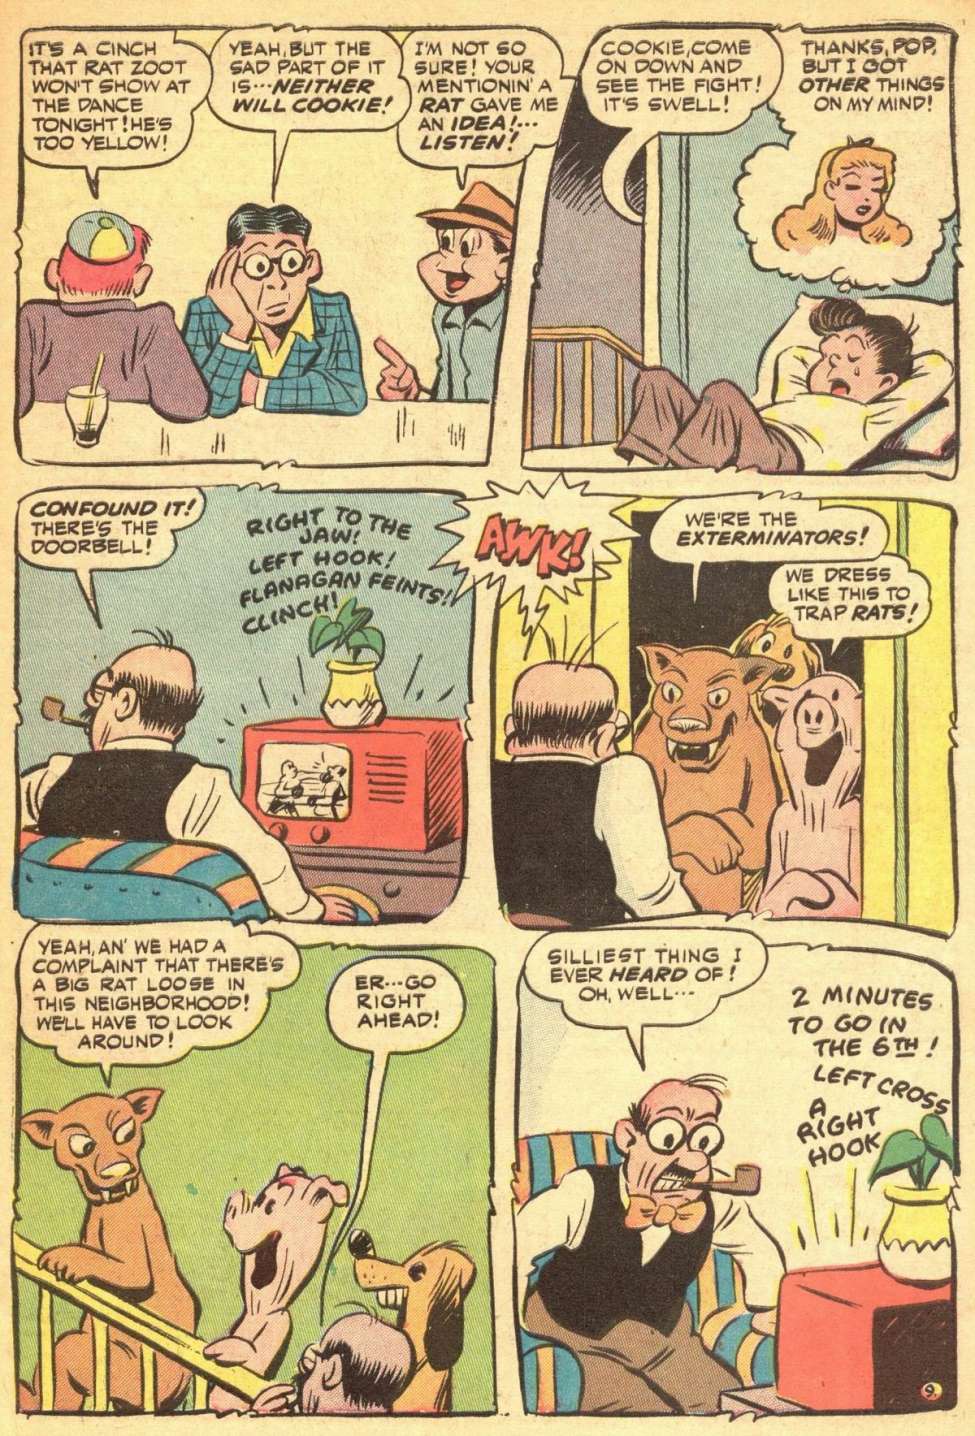 IT'S A CINCH
THAT RAT ZOOT
WON'T SHOW AT
THE DANCE
TONIGHT! HE'S
TOO YELLOW!
YEAH, BUT THE
SAD PART OF IT
IS...NEITHER
WILL COOKIE!
I'M NOT SO
SURE! YOUR
MENTIONIN' A
RAT GAVE ME
AN IDEA!...
LISTEN!
COOKIE, COME
ON DOWN AND
SEE THE FIGHT!
IT'S SWELL!
THANKS, POP,
BUT I GOT
OTHER THINGS
ON MY MIND!
CONFOUND IT!
THERE'S THE
DOORBELL!
RIGHT TO THE
JAW!
LEFT HOOK!
FLANAGAN FEINTS!
CLINCH!
AWK!
WE'RE THE
EXTERMINATORS!
WE DRESS
LIKE THIS TO
TRAP RATS!
YEAH, AN' WE HAD A
COMPLAINT THAT THERE'S
A BIG RAT LOOSE IN
THIS NEIGHBORHOOD!
WE'LL HAVE TO LOOK
AROUND!
ER...GO
RIGHT
AHEAD!
SILLIEST THING I
EVER HEARD OF!
OH, WELL...
2 MINUTES
TO GO IN
THE 6TH!
LEFT CROSS
A
RIGHT
HOOK
9